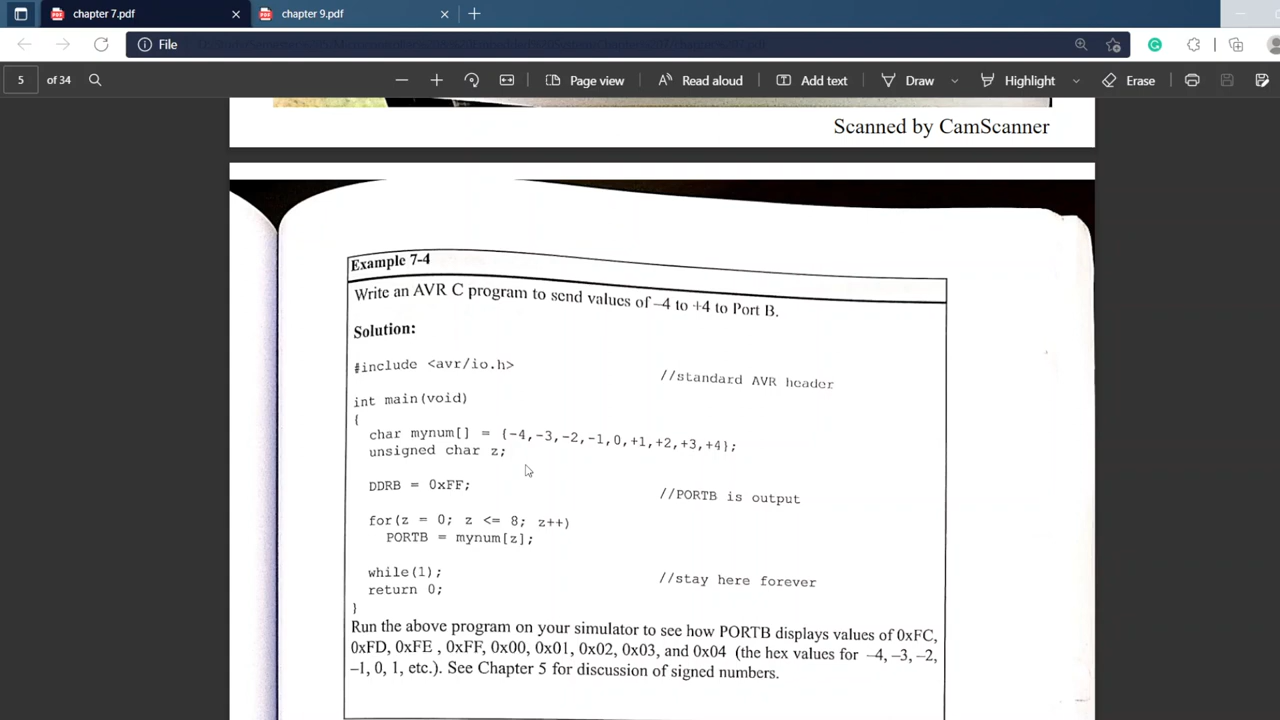 chapter 7.pdf
chapter 9.pdf
File
5 of 34
Page view
Read aloud
Add text
Draw
Highlight
Erase
Scanned by CamScanner
Example 7-4
Write an AVR C program to send values of –4 to +4 to Port B.
Solution:
#include <avr/io.h> //standard AVR header
int main(void)
{
char mynum[] = {-4,-3,-2,-1,0,+1,+2,+3,+4};
unsigned char z;
DDRB = 0xFF; //PORTB is output
for(z = 0; z <= 8; z++)
PORTB = mynum[z];
while(1); //stay here forever
return 0;
}
Run the above program on your simulator to see how PORTB displays values of 0xFC,
0xFD, 0xFE , 0xFF, 0x00, 0x01, 0x02, 0x03, and 0x04 (the hex values for –4, –3, –2,
–1, 0, 1, etc.). See Chapter 5 for discussion of signed numbers.